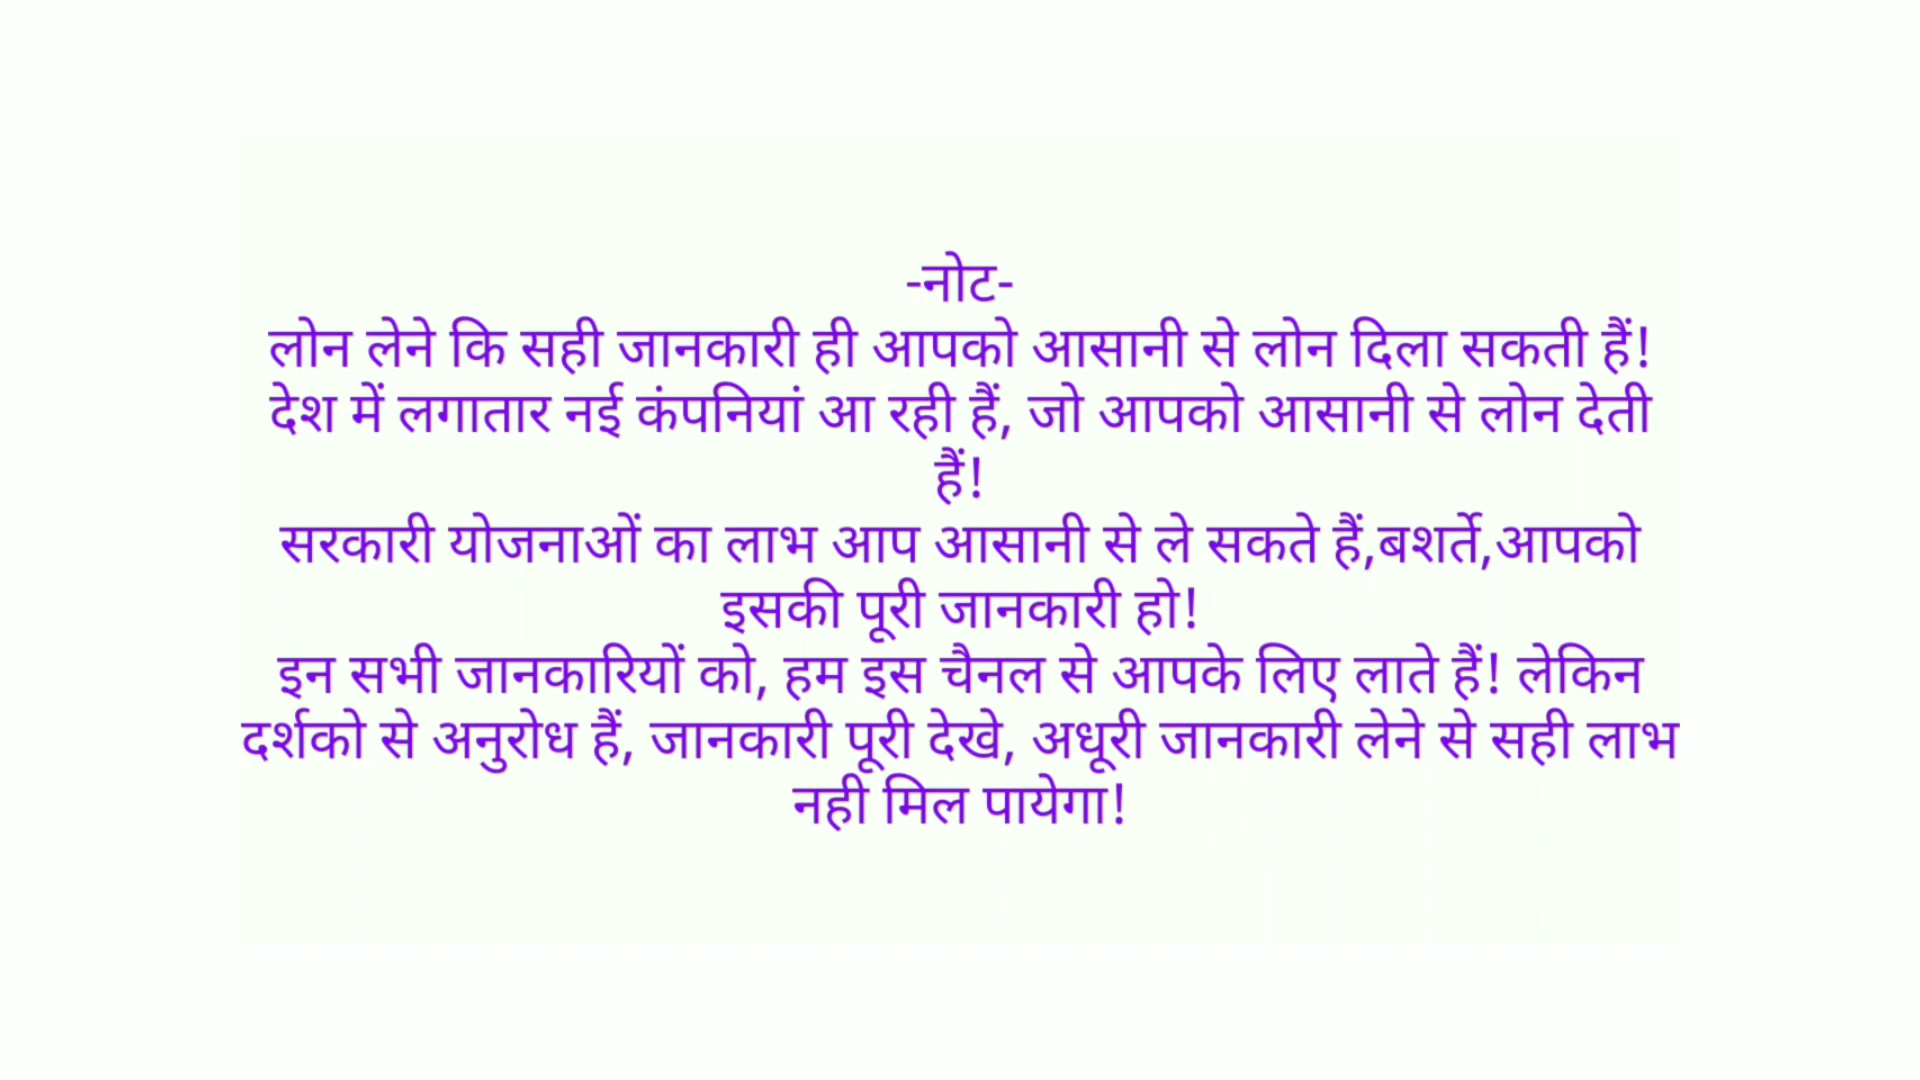 -नोट-
लोन लेने कि सही जानकारी ही आपको आसानी से लोन दिला सकती हैं!
देश में लगातार नई कंपनियां आ रही हैं, जो आपको आसानी से लोन देती
हैं!
सरकारी योजनाओं का लाभ आप आसानी से ले सकते हैं,बशर्ते,आपको
इसकी पूरी जानकारी हो!
इन सभी जानकारियों को, हम इस चैनल से आपके लिए लाते हैं! लेकिन
दर्शको से अनुरोध हैं, जानकारी पूरी देखे, अधूरी जानकारी लेने से सही लाभ
नही मिल पायेगा!